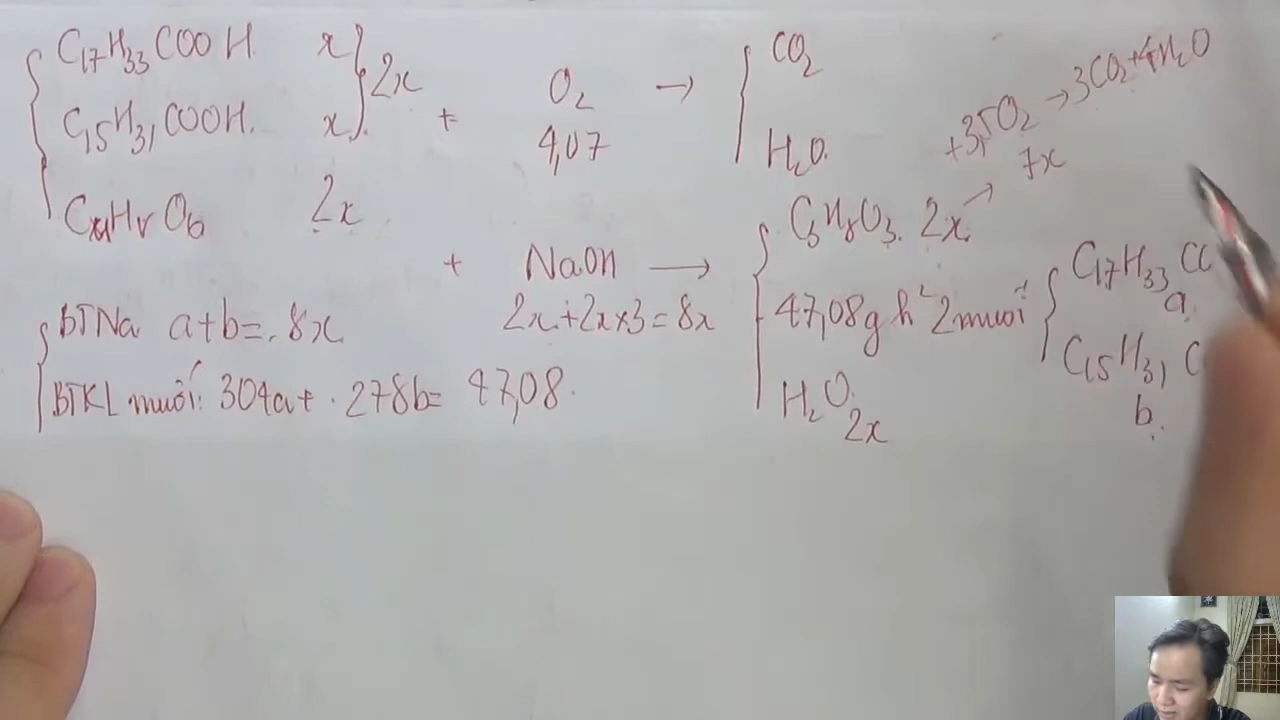 C17H33COOH x
C15H31COOH. x } 2x + O2 → CO2
4,07 H2O.
+3,5O2 → 3CO2+4H2O
7x
CuHvO6 2x
C3H8O3. 2x
+ NaOH →
2x+2x×3=8x
47,08g h² 2 muối
C17H33
a.
C15H31
b.
H2O.
2x
BTNa a+b=.8x
BTKL muối: 304a+ . 278b= 47,08.